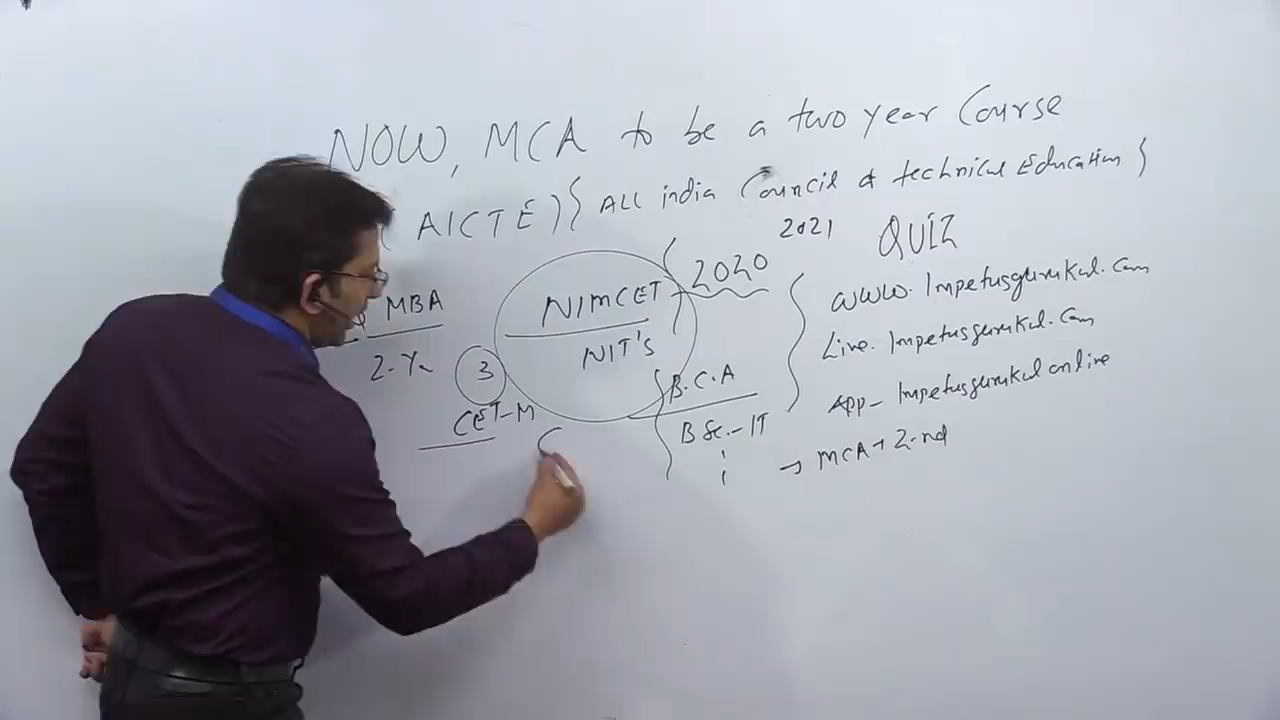 NOW, MCA to be a two year Course
(AICTE) { ALL india Council of technical Education }
2021 QUIZ
MBA
2-Yr
3
CET-M
NIMCET 2020
NIT'S
B.C.A
BSc.-IT
www.Impetusgurukul.com
Live.Impetusgurukul.com
App-Impetusgurukul online
→ MCA → 2-nd
C